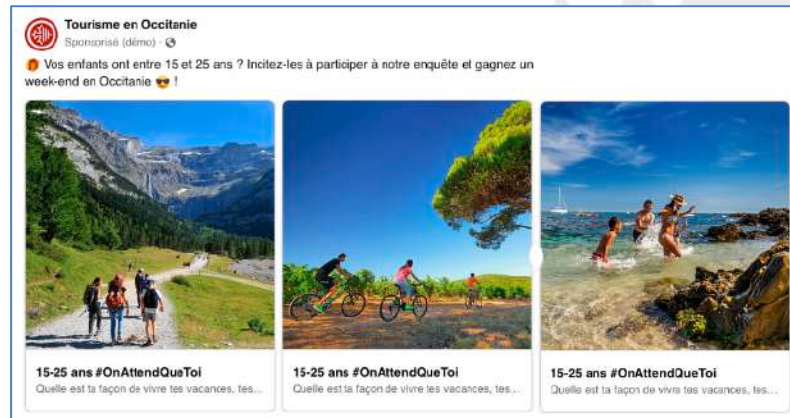 Tourisme en Occitanie
Sponsorisé (démo) ·
Vos enfants ont entre 15 et 25 ans ? Incitez-les à participer à notre enquête et gagnez un
week-end en Occitanie 😎 !
15-25 ans #OnAttendQueToi
Quelle est ta façon de vivre tes vacances, tes...
15-25 ans #OnAttendQueToi
Quelle est ta façon de vivre tes vacances, tes...
15-25 ans #OnAttendQueToi
Quelle est ta façon de vivre tes vacances, tes...